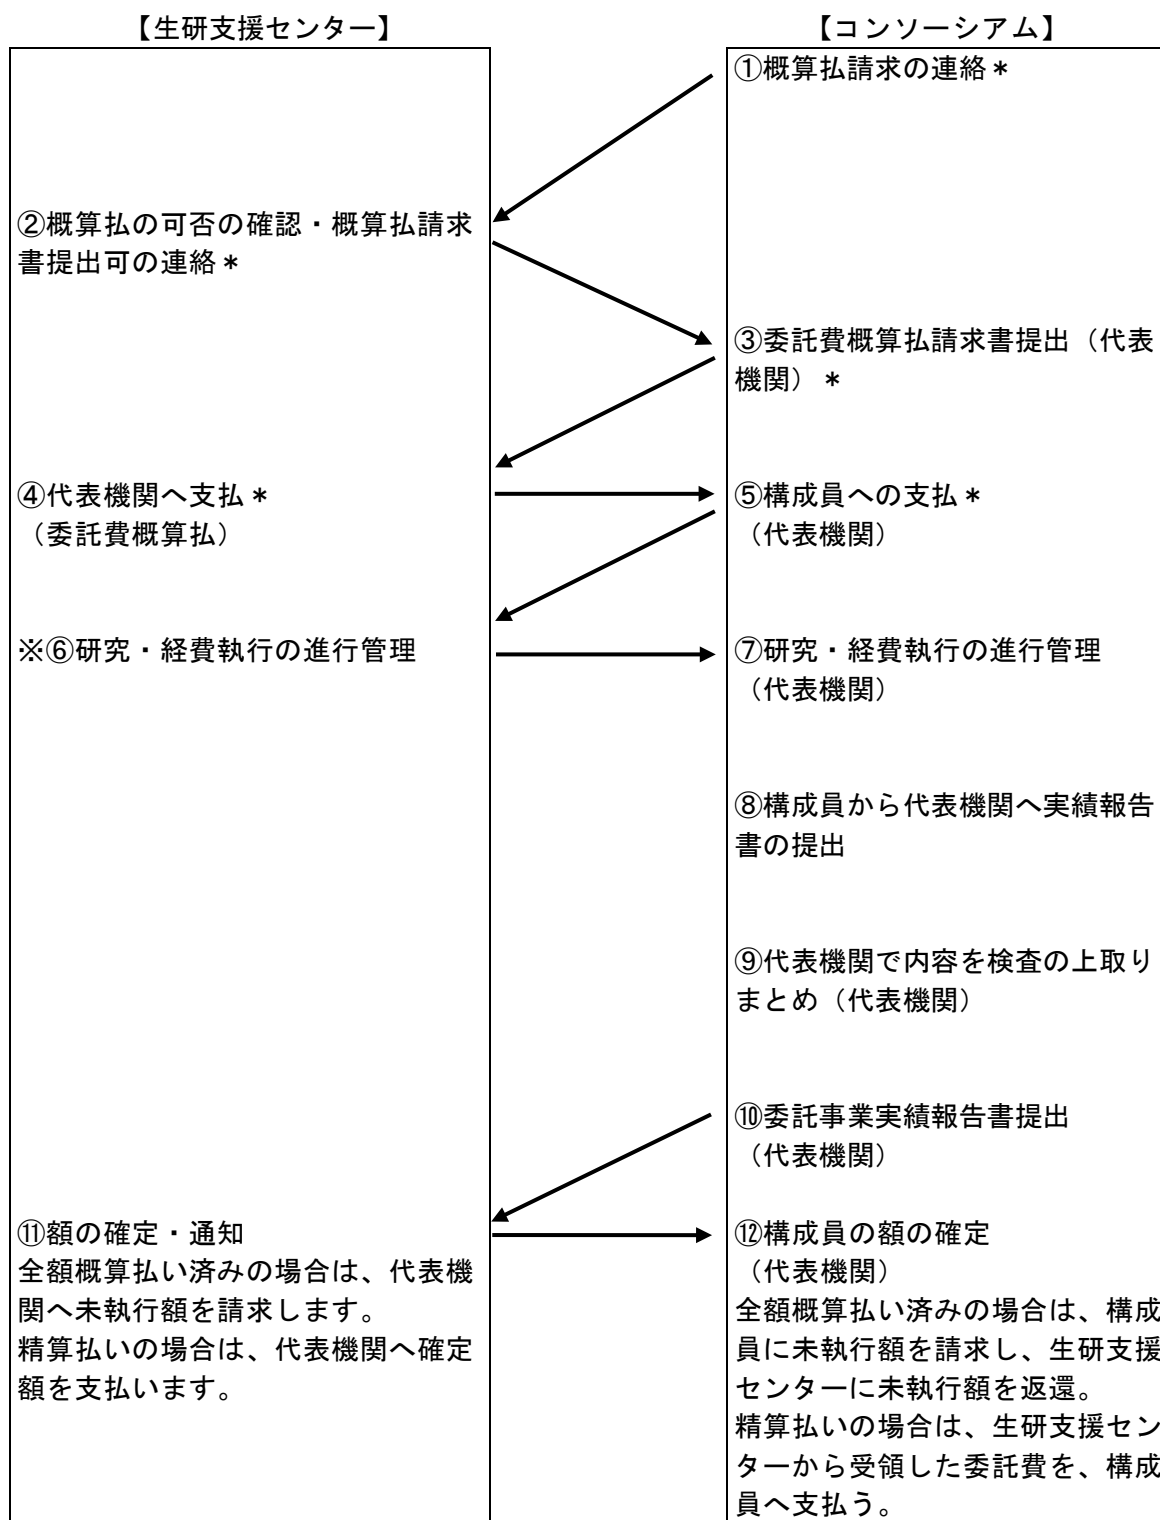 【生研支援センター】
【コンソーシアム】
①概算払請求の連絡＊
②概算払の可否の確認・概算払請求
書提出可の連絡＊
③委託費概算払請求書提出（代表
機関）＊
④代表機関へ支払＊
（委託費概算払）
⑤構成員への支払＊
（代表機関）
※⑥研究・経費執行の進行管理
⑦研究・経費執行の進行管理
（代表機関）
⑧構成員から代表機関へ実績報告
書の提出
⑨代表機関で内容を検査の上取り
まとめ（代表機関）
⑩委託事業実績報告書提出
（代表機関）
⑪額の確定・通知
全額概算払い済みの場合は、代表機
関へ未執行額を請求します。
精算払いの場合は、代表機関へ確定
額を支払います。
⑫構成員の額の確定
（代表機関）
全額概算払い済みの場合は、構成
員に未執行額を請求し、生研支援
センターに未執行額を返還。
精算払いの場合は、生研支援セン
ターから受領した委託費を、構成
員へ支払う。